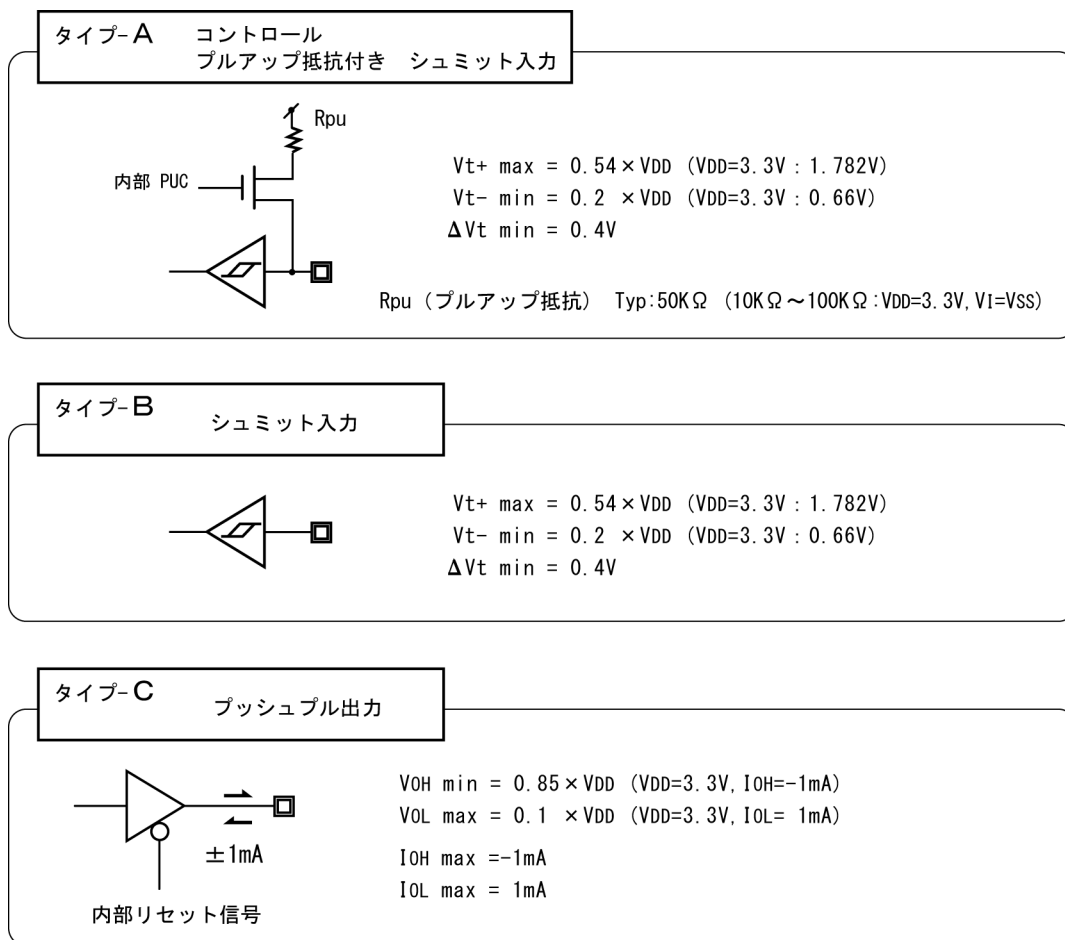 タイプ-A コントロール
プルアップ抵抗付き シュミット入力
Rpu
内部 PUC
Vt+ max = 0.54×VDD (VDD=3.3V : 1.782V)
Vt- min = 0.2 ×VDD (VDD=3.3V : 0.66V)
ΔVt min = 0.4V
Rpu (プルアップ抵抗) Typ:50KΩ (10KΩ～100KΩ:VDD=3.3V,VI=VSS)
タイプ-B シュミット入力
Vt+ max = 0.54×VDD (VDD=3.3V : 1.782V)
Vt- min = 0.2 ×VDD (VDD=3.3V : 0.66V)
ΔVt min = 0.4V
タイプ-C プッシュプル出力
VOH min = 0.85×VDD (VDD=3.3V,IOH=-1mA)
VOL max = 0.1 ×VDD (VDD=3.3V,IOL= 1mA)
±1mA
IOH max =-1mA
IOL max = 1mA
内部リセット信号